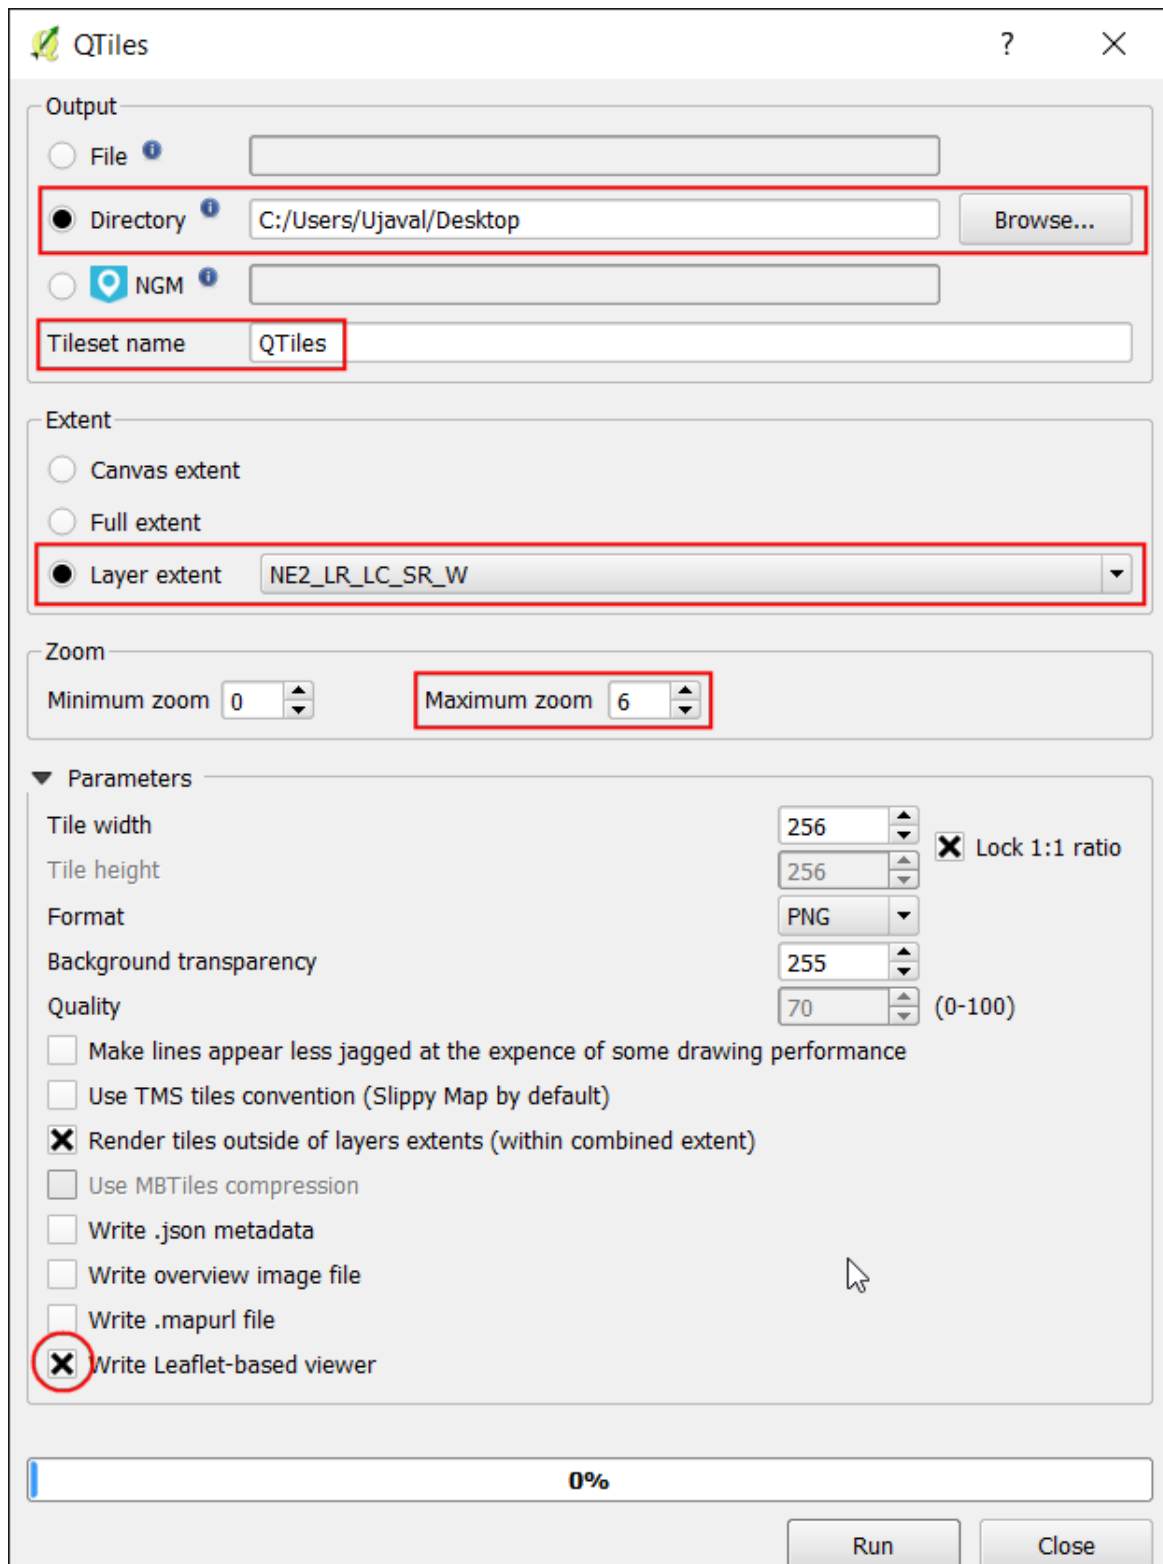 QTiles ?
Output
File
Directory C:/Users/Ujaval/Desktop Browse...
NGM
Tileset name QTiles
Extent
Canvas extent
Full extent
Layer extent NE2_LR_LC_SR_W
Zoom
Minimum zoom 0 Maximum zoom 6
Parameters
Tile width 256
Lock 1:1 ratio
Tile height 256
Format PNG
Background transparency 255
Quality 70 (0-100)
Make lines appear less jagged at the expence of some drawing performance
Use TMS tiles convention (Slippy Map by default)
Render tiles outside of layers extents (within combined extent)
Use MBTiles compression
Write .json metadata
Write overview image file
Write .mapurl file
Write Leaflet-based viewer
0%
Run Close